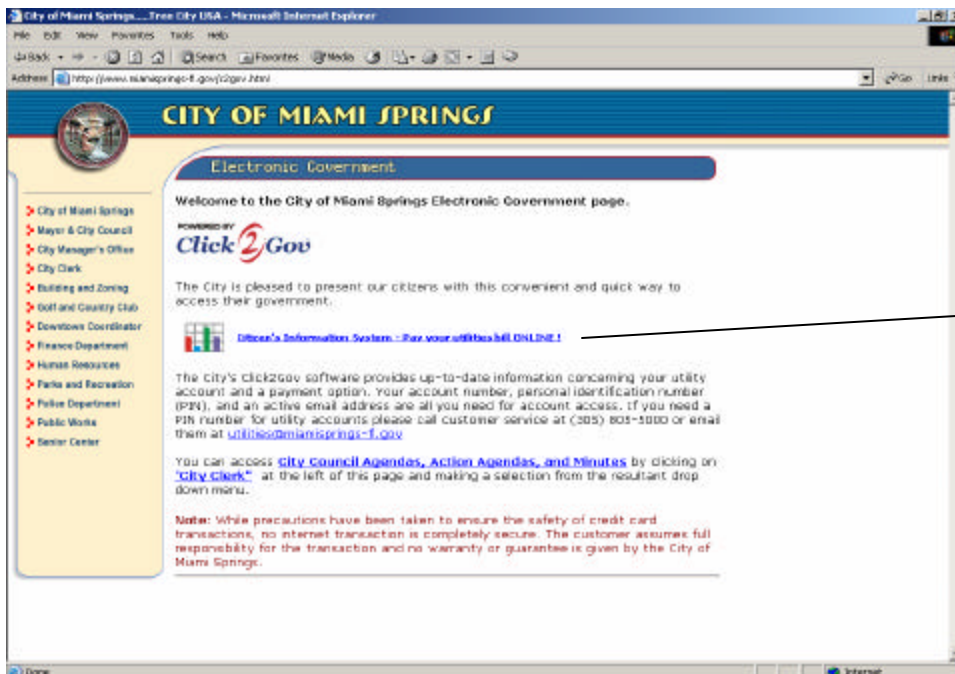 City of Miami Springs.....Tree City USA - Microsoft Internet Explorer
File Edit View Favorites Tools Help
Back Search Favorites Media
Address http://www.miamisprings-fl.gov/c2gov.html Go Links
CITY OF MIAMI SPRINGS
Electronic Government
City of Miami Springs
Mayor & City Council
City Manager's Office
City Clerk
Building and Zoning
Golf and Country Club
Downtown Coordinator
Finance Department
Human Resources
Parks and Recreation
Police Department
Public Works
Senior Center
Welcome to the City of Miami Springs Electronic Government page.
POWERED BY
Click2Gov
The City is pleased to present our citizens with this convenient and quick way to
access their government.
Citizen's Information System - Pay your utilities bill ONLINE !
The City's Click2Gov software provides up-to-date information concerning your utility
account and a payment option. Your account number, personal identification number
(PIN), and an active email address are all you need for account access. If you need a
PIN number for utility accounts please call customer service at (305) 805-5000 or email
them at utilities@miamisprings-fl.gov
You can access City Council Agendas, Action Agendas, and Minutes by clicking on
"City Clerk" at the left of this page and making a selection from the resultant drop
down menu.
Note: While precautions have been taken to ensure the safety of credit card
transactions, no internet transaction is completely secure. The customer assumes full
responsibility for the transaction and no warranty or guarantee is given by the City of
Miami Springs.
Done Internet